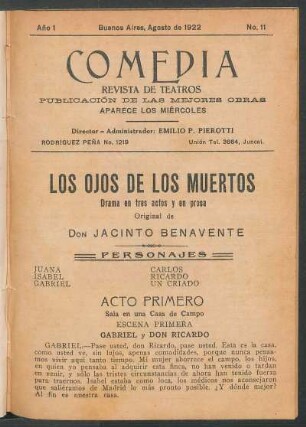 Año 1 Buenos Aires, Agosto de 1922 No. 11
COMEDIA
REVISTA DE TEATROS
PUBLICACIÓN DE LAS MEJORES OBRAS
APARECE LOS MIÉRCOLES
Director - Administrador: EMILIO P. PIEROTTI
RODRIGUEZ PEÑA No. 1219 Unión Tel. 3064, Juncal.
LOS OJOS DE LOS MUERTOS
Drama en tres actos y en prosa
Original de
DON JACINTO BENAVENTE
PERSONAJES
JUANA CARLOS
ISABEL RICARDO
GABRIEL UN CRIADO
ACTO PRIMERO
Sala en una Casa de Campo
ESCENA PRIMERA
GABRIEL y DON RICARDO
GABRIEL.—Pase usted, don Ricardo, pase usted. Esta es la casa,
como usted ve, sin lujos, apenas comodidades, porque nunca pensa-
mos vivir aquí tanto tiempo. Mi mujer aborrece el campo, los hijos,
en quien yo pensaba al adquirir esta finca, no han venido o tardan
en venir, y sólo las tristes circunstancias de ahora han tenido fuerza
para traernos. Isabel estaba como loca, los médicos nos aconsejaron
que saliéramos de Madrid lo más pronto posible. ¿Y dónde mejor?
Al fin es nuestra casa.